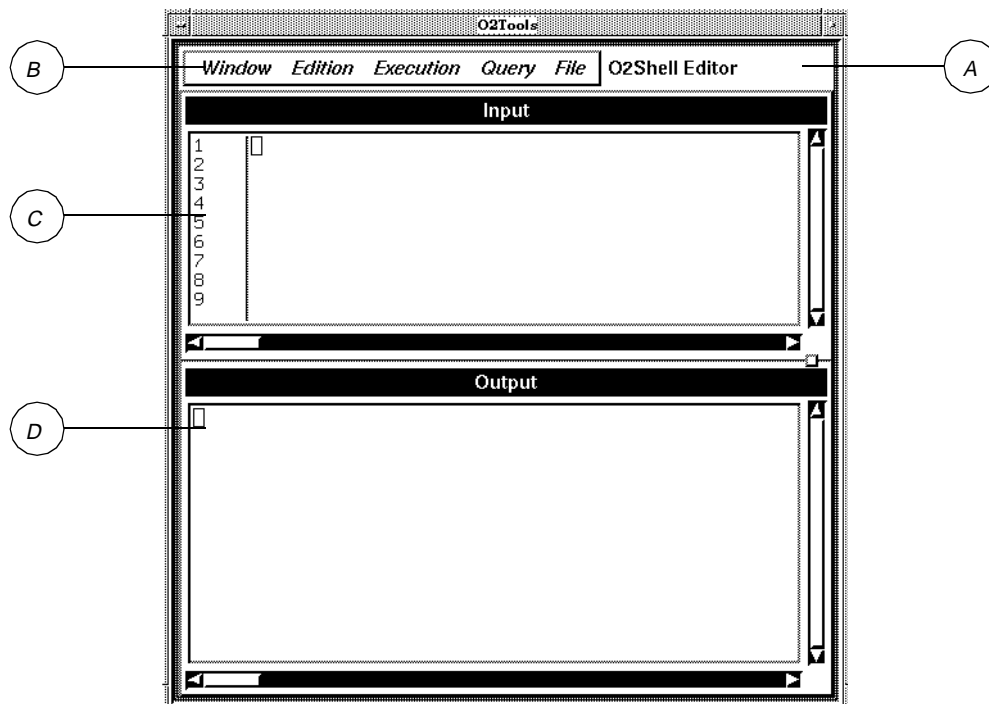 O2Tools
B
Window Edition Execution Query File O2Shell Editor
A
Input
1
2
3
C
4
5
6
7
8
9
Output
D